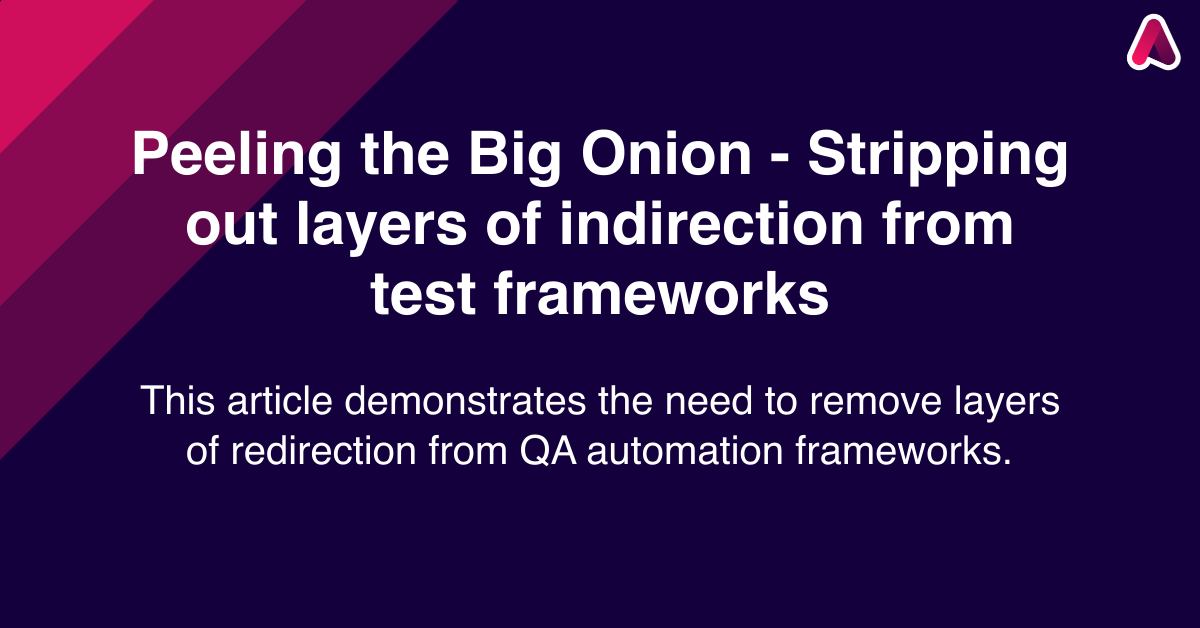 Peeling the Big Onion - Stripping
out layers of indirection from
test frameworks
This article demonstrates the need to remove layers
of redirection from QA automation frameworks.